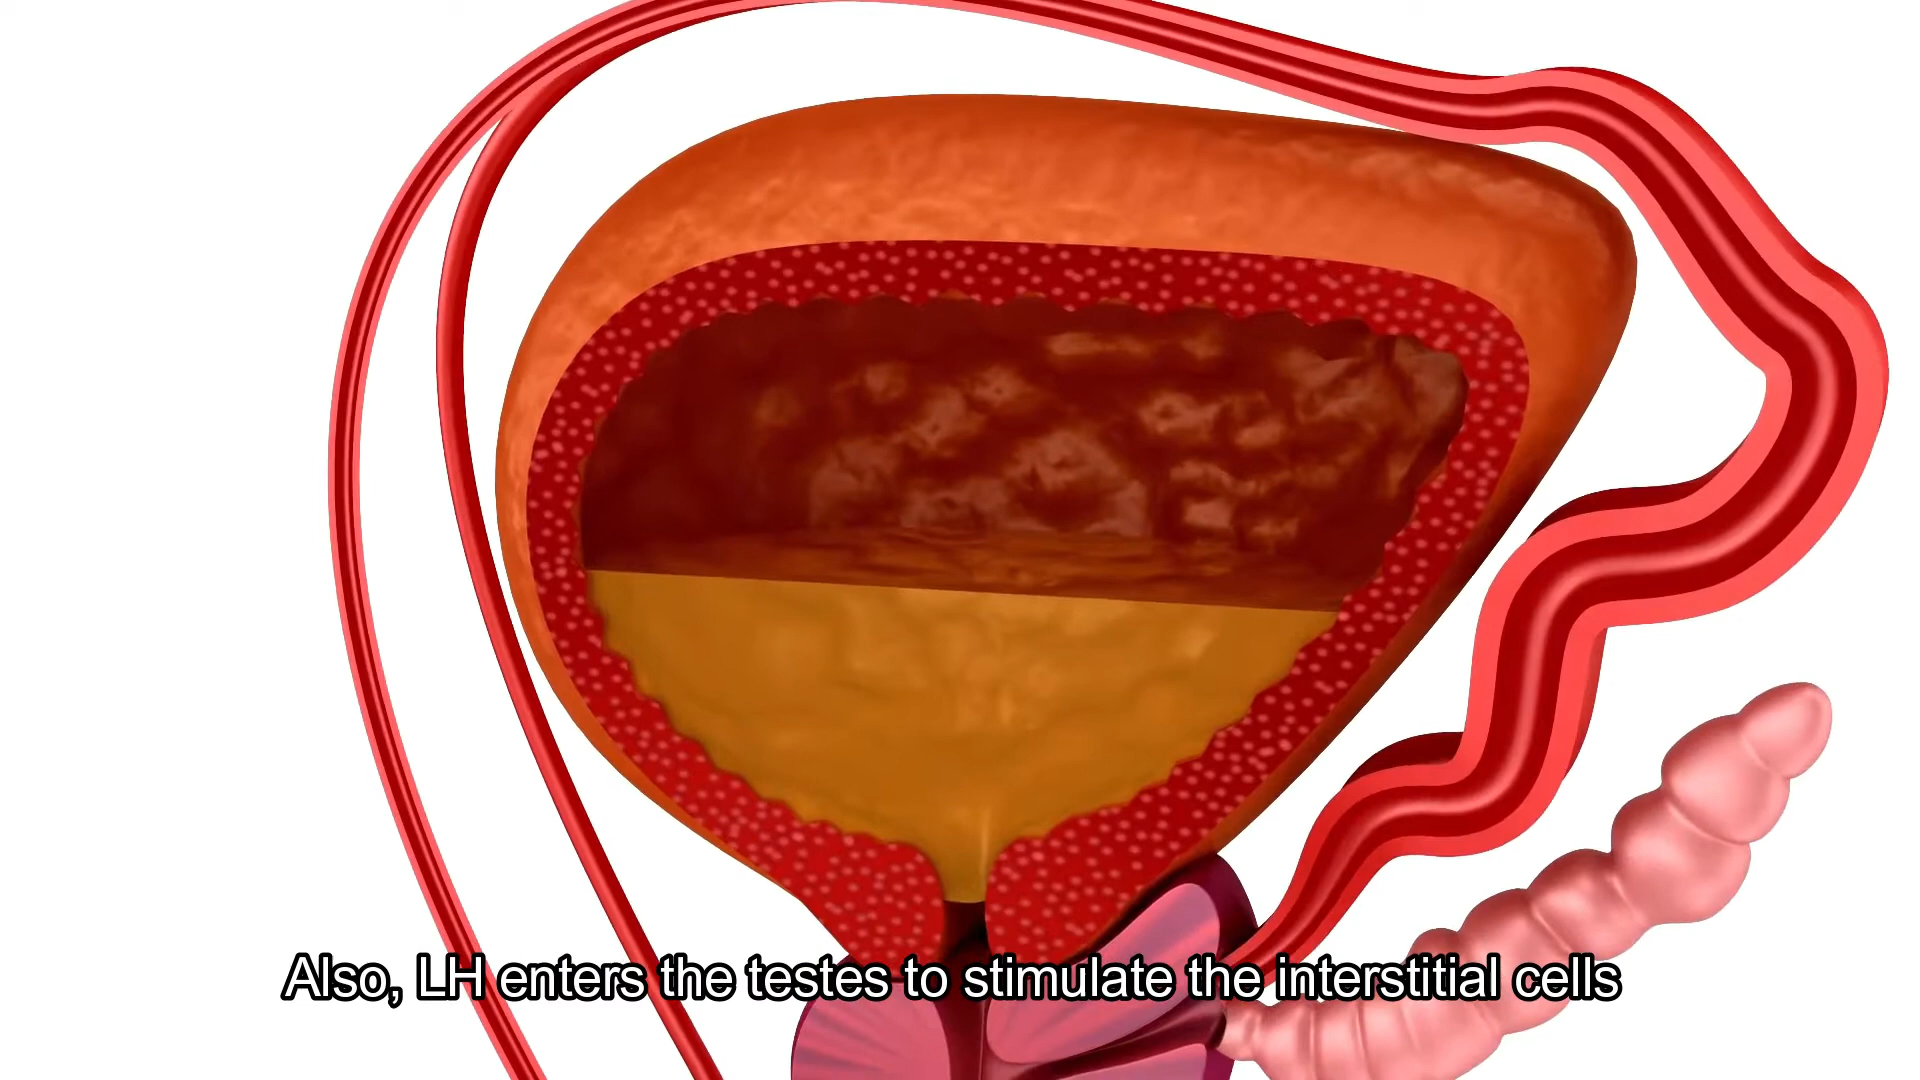 Also, LH enters the testes to stimulate the interstitial cells